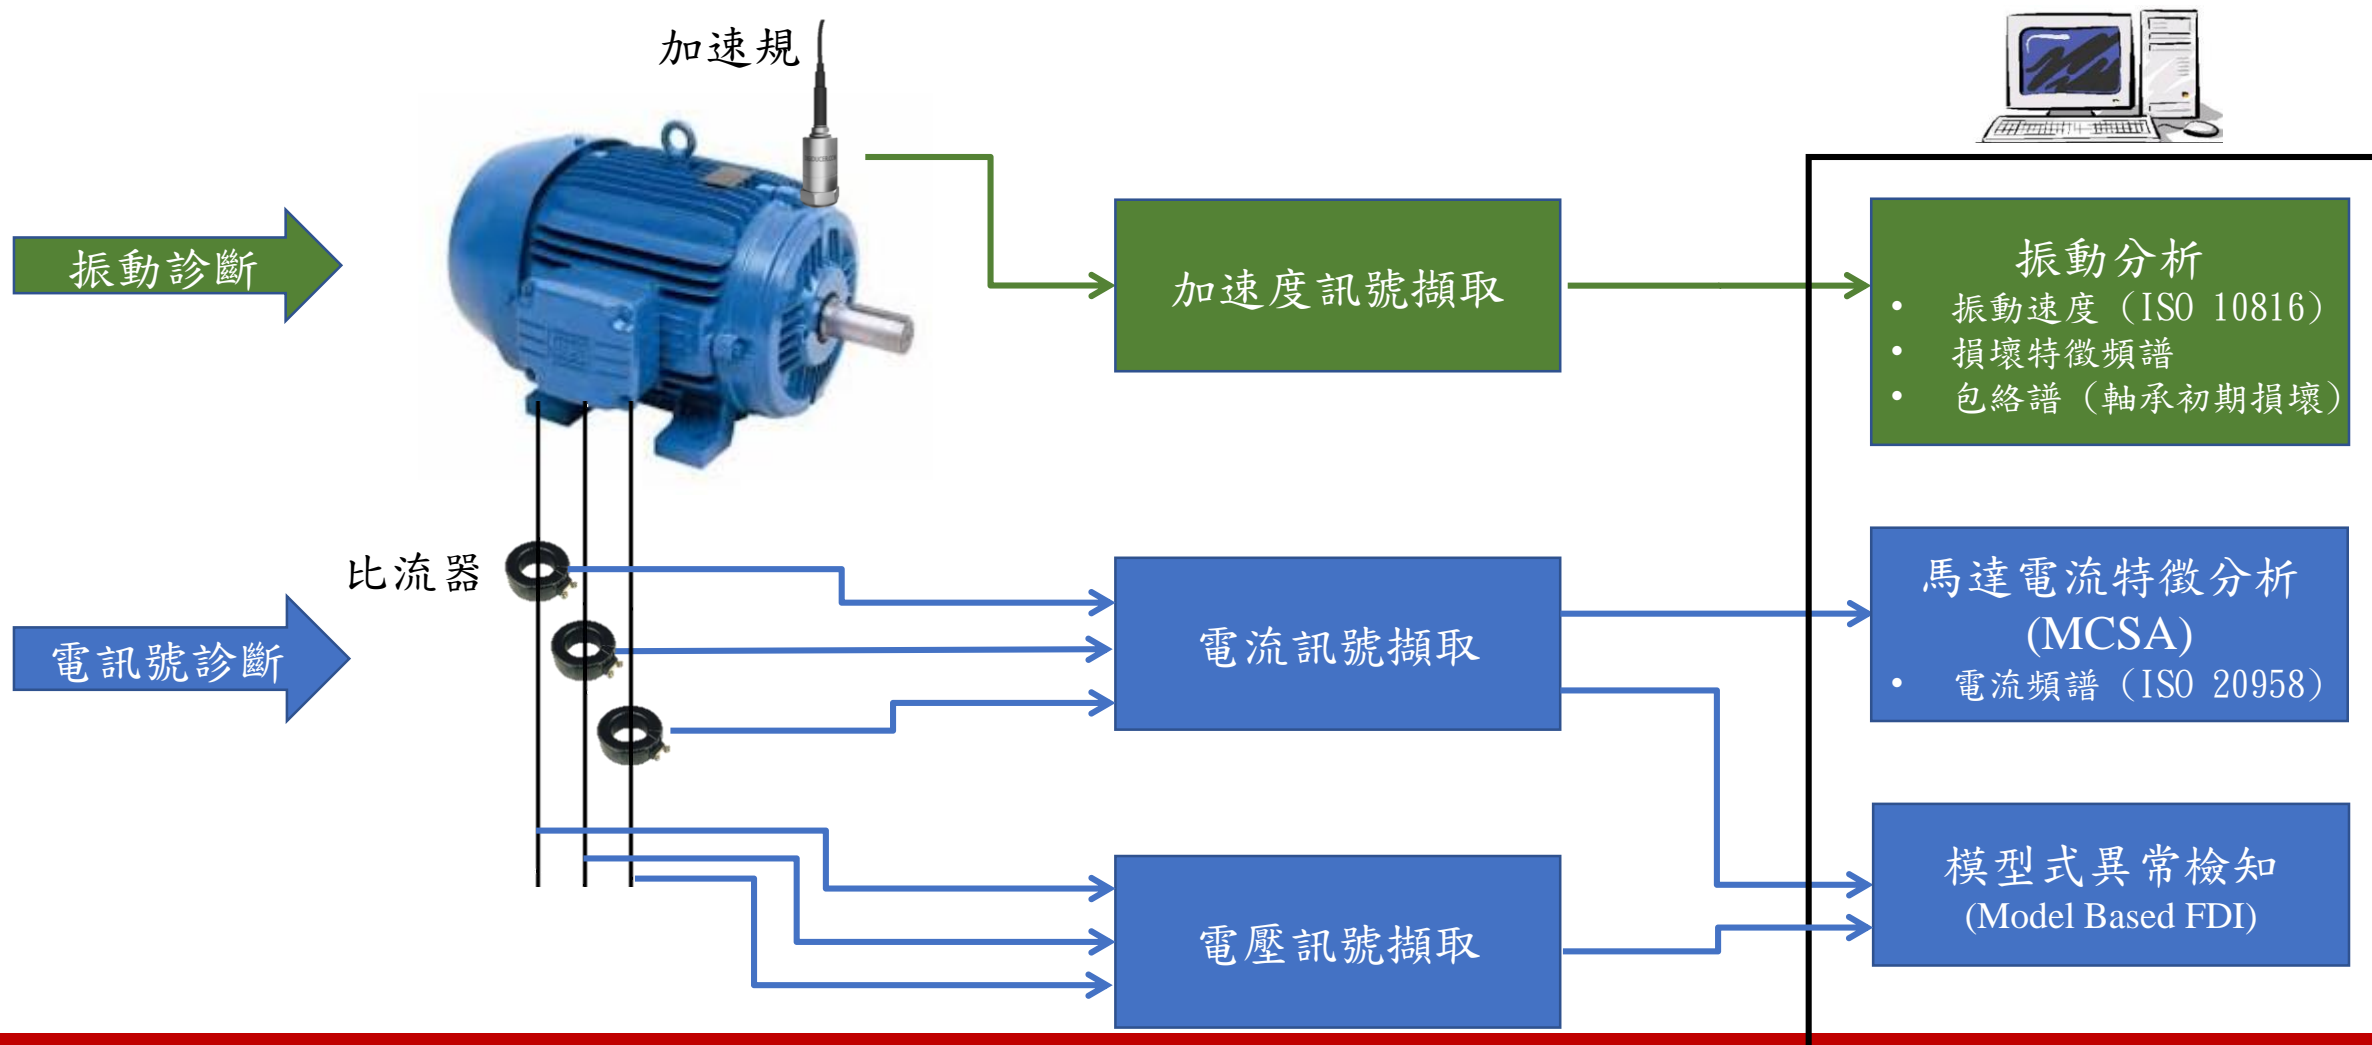 加速規
振動診斷
加速度訊號擷取
振動分析
• 振動速度（ISO 10816）
• 損壞特徵頻譜
• 包絡譜（軸承初期損壞）
比流器
電訊號診斷
電流訊號擷取
馬達電流特徵分析
(MCSA)
• 電流頻譜（ISO 20958）
電壓訊號擷取
模型式異常檢知
(Model Based FDI)